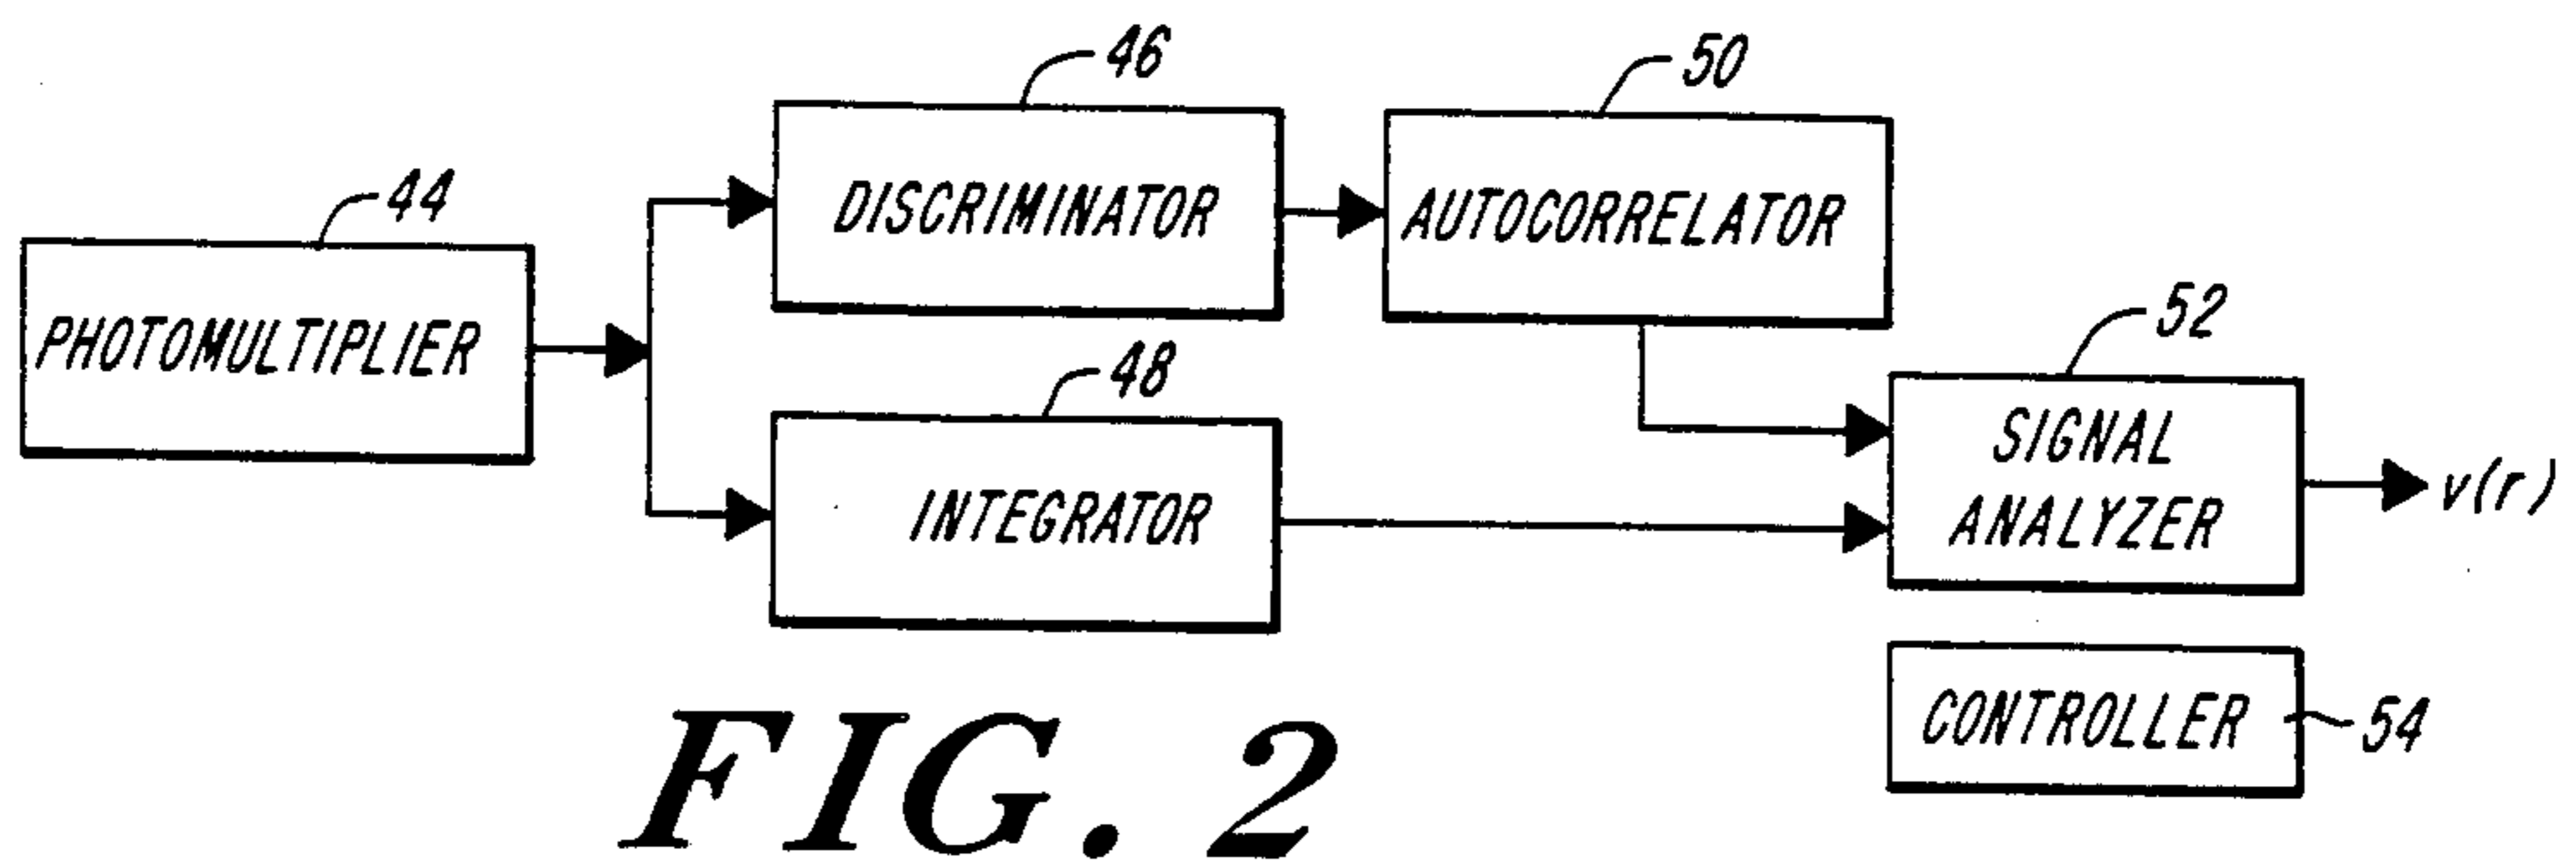 46
50
44
DISCRIMINATOR
AUTOCORRELATOR
PHOTOMULTIPLIER
48
52
SIGNAL
ANALYZER
INTEGRATOR
v(r)
CONTROLLER
54
FIG. 2